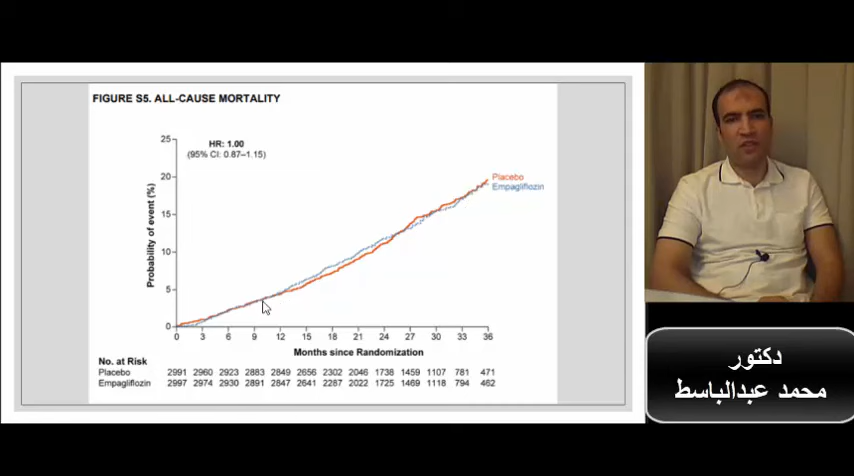 FIGURE S5. ALL-CAUSE MORTALITY
HR: 1.00
(95% CI: 0.87–1.15)
25
20
15
10
5
0
Probability of event (%)
Placebo
Empagliflozin
0 3 6 9 12 15 18 21 24 27 30 33 36
Months since Randomization
No. at Risk
Placebo 2991 2960 2923 2883 2849 2656 2302 2046 1738 1459 1107 781 471
Empagliflozin 2997 2974 2930 2891 2847 2641 2287 2022 1725 1469 1118 794 462
دكتور
محمد عبدالباسط